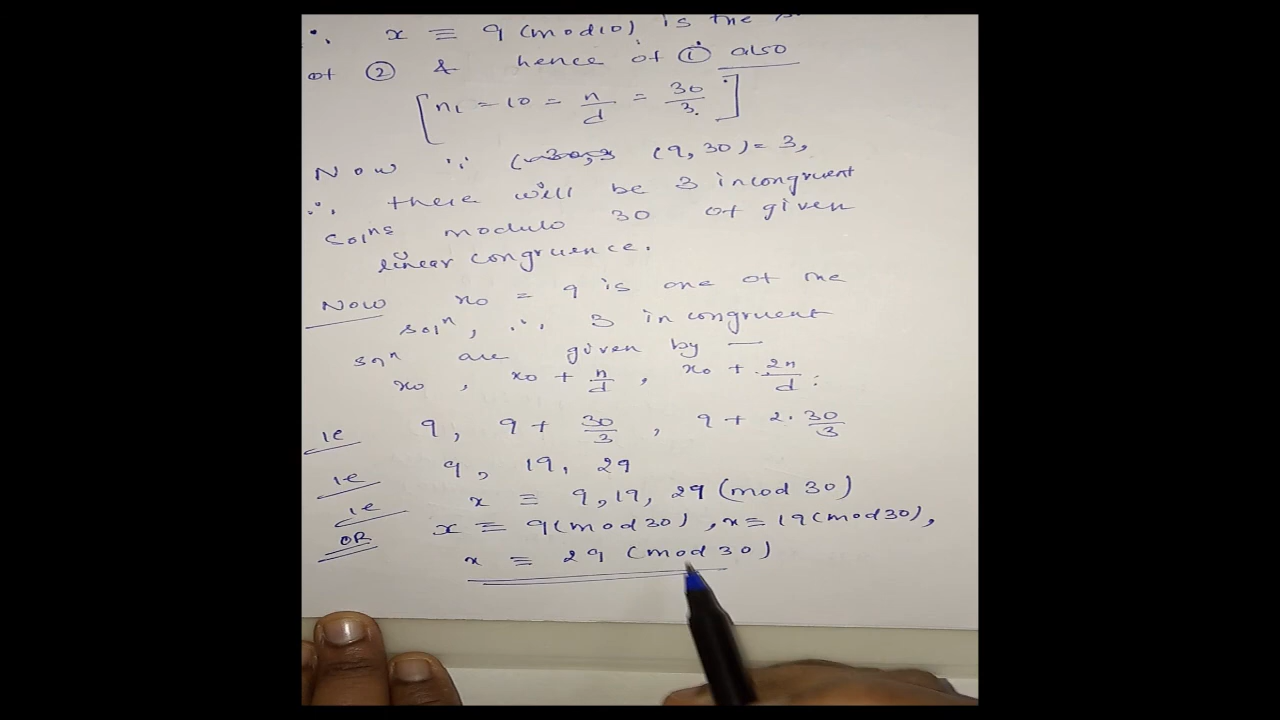 ∴ x ≡ 9 (mod 10) is the
of ② & hence of ① also
[n1 = 10 = n/d = 30/3.]
Now ∵ (9, 30) = 3,
∴ there will be 3 incongruent
solns modulo 30 of given
linear congruence.
Now x0 = 9 is one of the
soln, ∴ 3 incongruent
soln are given by —
x0, x0 + n/d, x0 + 2n/d :
ie 9, 9 + 30/3, 9 + 2. 30/3
ie 9, 19, 29
ie x ≡ 9, 19, 29 (mod 30)
OR x ≡ 9 (mod 30), x ≡ 19 (mod 30),
x ≡ 29 (mod 30)